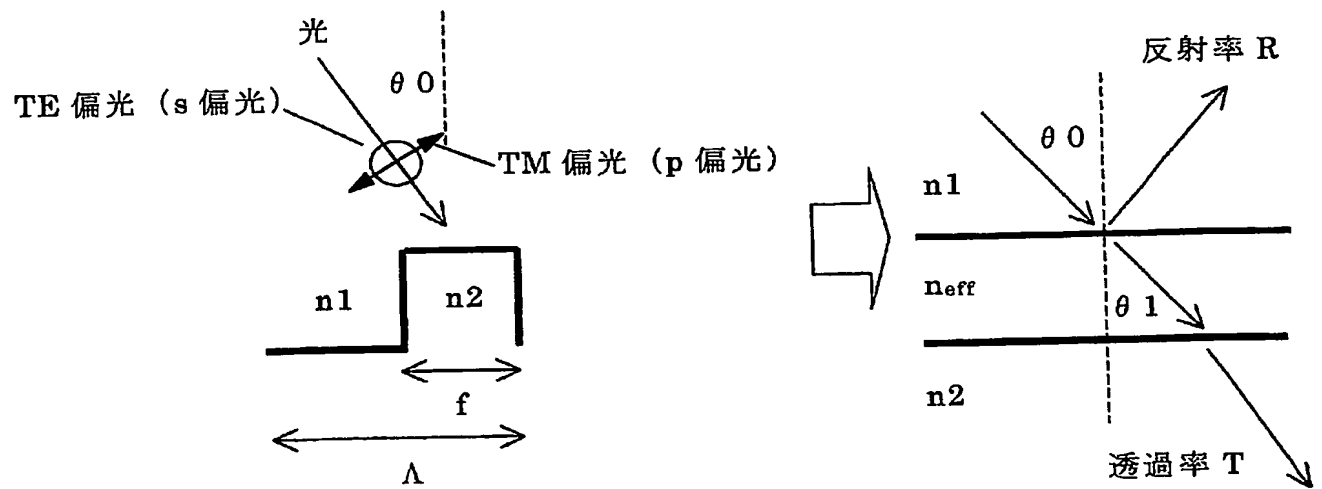 光
θ0
TE 偏光 (s 偏光)
TM 偏光 (p 偏光)
n1
n2
f
Λ
反射率 R
θ0
n1
neff
θ1
n2
透過率 T